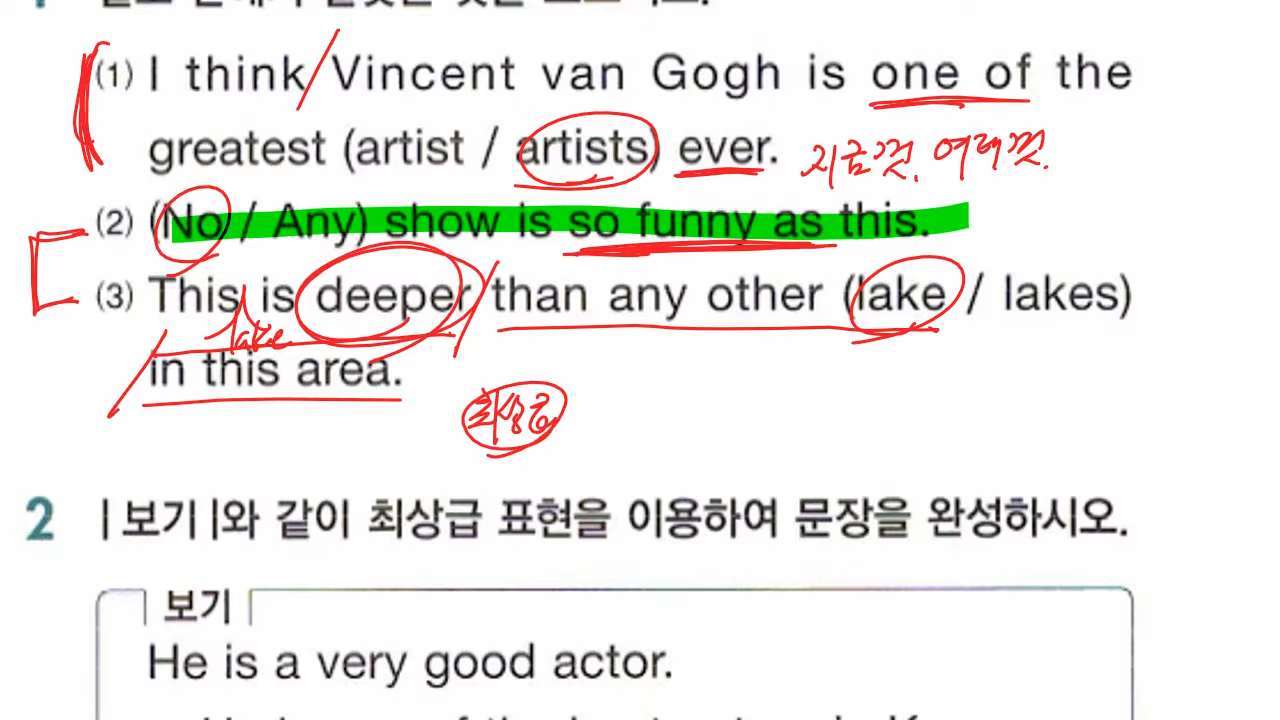 (1) I think Vincent van Gogh is one of the
greatest (artist / artists) ever.
지금껏, 여태껏.
(2) (No / Any) show is so funny as this.
(3) This is deeper than any other (lake / lakes)
lake
in this area.
최상급
2 | 보기 |와 같이 최상급 표현을 이용하여 문장을 완성하시오.
보기
He is a very good actor.